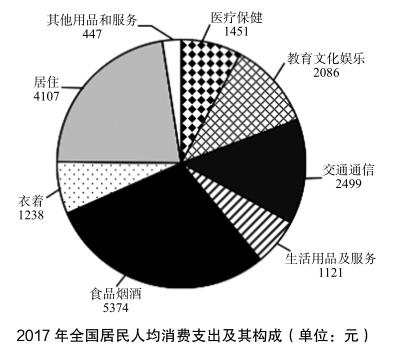 其他用品和服务
447
医疗保健
1451
教育文化娱乐
2086
居住
4107
交通通信
2499
衣着
1238
生活用品及服务
1121
食品烟酒
5374
2017 年全国居民人均消费支出及其构成（单位：元）